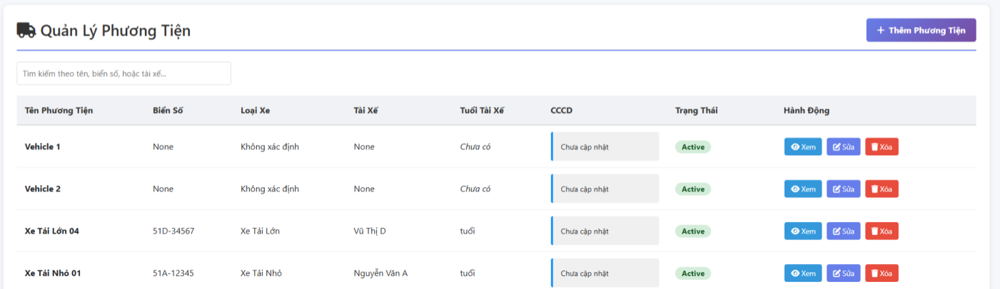 Quản Lý Phương Tiện
+ Thêm Phương Tiện
Tìm kiếm theo tên, biển số, hoặc tài xế...
Tên Phương Tiện Biển Số Loại Xe Tài Xế Tuổi Tài Xế CCCD Trạng Thái Hành Động
Vehicle 1 None Không xác định None Chưa có Chưa cập nhật Active Xem Sửa Xóa
Vehicle 2 None Không xác định None Chưa có Chưa cập nhật Active Xem Sửa Xóa
Xe Tải Lớn 04 51D-34567 Xe Tải Lớn Vũ Thị D tuổi Chưa cập nhật Active Xem Sửa Xóa
Xe Tải Nhỏ 01 51A-12345 Xe Tải Nhỏ Nguyễn Văn A tuổi Chưa cập nhật Active Xem Sửa Xóa